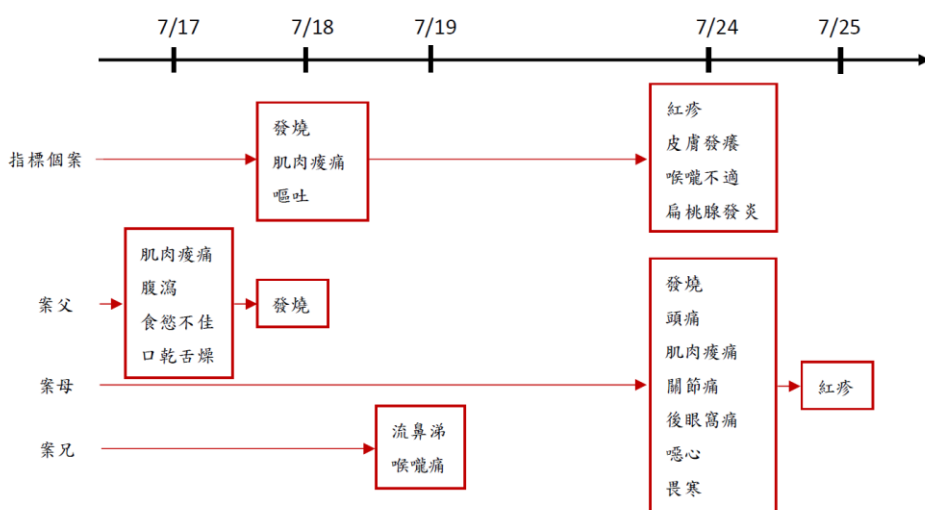 7/17 7/18 7/19 7/24 7/25
指標個案
發燒
肌肉痠痛
嘔吐
紅疹
皮膚發癢
喉嚨不適
扁桃腺發炎
案父
肌肉痠痛
腹瀉
食慾不佳
口乾舌燥
發燒
案母
發燒
頭痛
肌肉痠痛
關節痛
後眼窩痛
噁心
畏寒
紅疹
案兄
流鼻涕
喉嚨痛